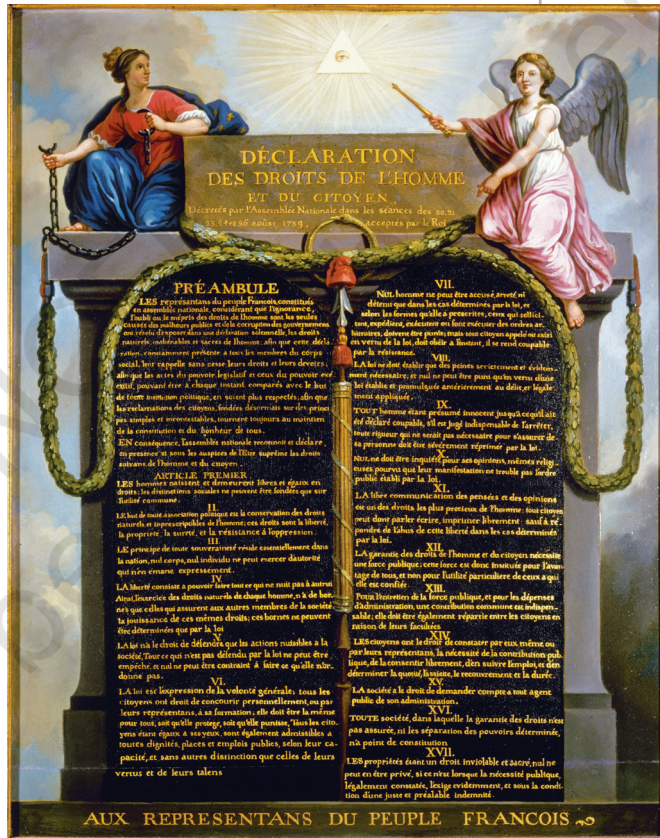 DÉCLARATION
DES DROITS DE L'HOMME
ET DU CITOYEN,
Décretés par l'Assemblée Nationale dans les séances des 20, 21
23, 24 et 26 août 1789, acceptés par le Roi
PRÉAMBULE
LES représantans du peuple Francois, constitués
en assemblée nationale, considérant que l'ignorance,
l'oubli ou le mépris des droits de l'homme sont les seules
causes des malheurs publics et de la corruption des gouvernemens
ont résolu d'exposer dans une déclaration solemnelle, les droits
naturels, inaliénables et sacrés de l'homme; afin que cette décla
ration, constamment présente a tous les membres du corps
social, leur rappelle sans cesse leurs droits et leurs devoirs;
afin que les actes du pouvoir législatif et ceux du pouvoir exé
cutif, pouvant être à chaque instant comparés avec le but
de toute institution politique, en soient plus respectés; afin que
les réclamations des citoyens, fondées désormais sur des princi
pes simples et incontestables, tournent toujours au maintien
de la constitution et du bonheur de tous.
EN conséquence, l'assemblée nationale reconnoit et déclare,
en présence et sous les auspices de l'Etre suprême les droits
suivans de l'homme et du citoyen.
ARTICLE PREMIER.
LES hommes naissent et demeurent libres et égaux en
droits; les distinctions sociales ne peuvent être fondées que sur
l'utilité commune.
II.
LE but de toute association politique est la conservation des droits
naturels et imprescriptibles de l'homme; ces droits sont la liberté,
la propriété, la sureté, et la résistance à l'oppression.
III.
LE principe de toute souveraineté réside essentiellement dans
la nation, nul corps, nul individu ne peut exercer d'autorité
qui n'en émane expressement.
IV.
LA liberté consiste a pouvoir faire tout ce qui ne nuit pas à autrui
Ainsi, l'exercice des droits naturels de chaque homme, n'a de bor-
nes que celles qui assurent aux autres membres de la société
la jouissance de ces mêmes droits; ces bornes ne peuvent
être déterminées que par la loi
V.
LA loi n'a le droit de défendre que les actions nuisibles a la
société. Tout ce qui n'est pas défendu par la loi ne peut être
empêché, et nul ne peut être contraint à faire ce qu'elle n'or-
donne pas.
VI.
LA loi est l'expression de la volonté générale; tous les
citoyens ont droit de concourir personnellement, ou par
leurs représentans, à sa formation; elle doit être la même
pour tous, soit qu'elle protege, soit qu'elle punisse. Tous les cito
yens étant égaux à ses yeux, sont également admissibles a
toutes dignités, places et emplois publics, selon leur ca-
pacité, et sans autres distinction que celles de leurs
vertus et de leurs talens
VII.
NUL homme ne peut être accusé, arreté ni
détenu que dans les cas déterminés par la loi, et
selon les formes qu'elle a prescrites, ceux qui sollici-
tent, expédient, exécutent ou font exécuter des ordres ar-
bitraires, doivent être punis; mais tout citoyen appelé ou saisi
en vertu de la loi, doit obéir a l'instant, il se rend coupable
par la résistance.
VIII.
LA loi ne doit établir que des peines strictement et évidem-
ment nécessaire, et nul ne peut être puni qu'en vertu d'une
loi établie et promulguée antérieurement au délit, et légale-
ment appliquée.
IX.
TOUT homme étant présumé innocent jusqu'a ce qu'il ait
été déclaré coupable, s'il est jugé indispensable de l'arrêter,
toute rigueur qui ne serait pas nécessaire pour s'assurer de
sa personne doit être sévèrement réprimée par la loi.
X.
NUL ne doit être inquiété pour ses opinions, mêmes religi
euses pourvu que leur manifestation ne trouble pas l'ordre
public établi par la loi.
XI.
LA libre communication des pensées et des opinions
est un des droits les plus precieux de l'homme; tout citoyen
peut donc parler écrire, imprimer librement: sauf à ré
pondre de l'abus de cette liberté dans les cas déterminés
par la loi.
XII.
LA garantie des droits de l'homme et du citoyen nécessite
une force publique; cette force est donc instituée pour l'avan-
tage de tous, et non pour l'utilité particuliere de ceux a qui
elle est confiée.
XIII.
POUR l'entretien de la force publique, et pour les dépenses
d'administration, une contribution commune est indispen-
sable; elle doit être également répartie entre les citoyens en
raison de leurs facultées
XIV.
LES citoyens ont le droit de constater par eux même ou
par leurs représentans, la nécessité de la contribution pub-
lique, de la consentir librement, d'en suivre l'emploi, et d'en
déterminer la quotité, l'assiette, le recouvrement et la durée.
XV.
LA société a le droit de demander compte a tout agent
public de son administration.
XVI.
TOUTE société, dans laquelle la garantie des droits n'est
pas assurée, ni les séparation des pouvoirs déterminée,
n'a point de constitution
XVII.
LES propriétés étant un droit inviolable et sacré, nul ne
peut en être privé, si ce n'est lorsque la nécessité publique,
légalement constatée, l'exige evidemment, et sous la condi-
tion d'une juste et préalable indemnité.
AUX REPRESENTANS DU PEUPLE FRANCOIS